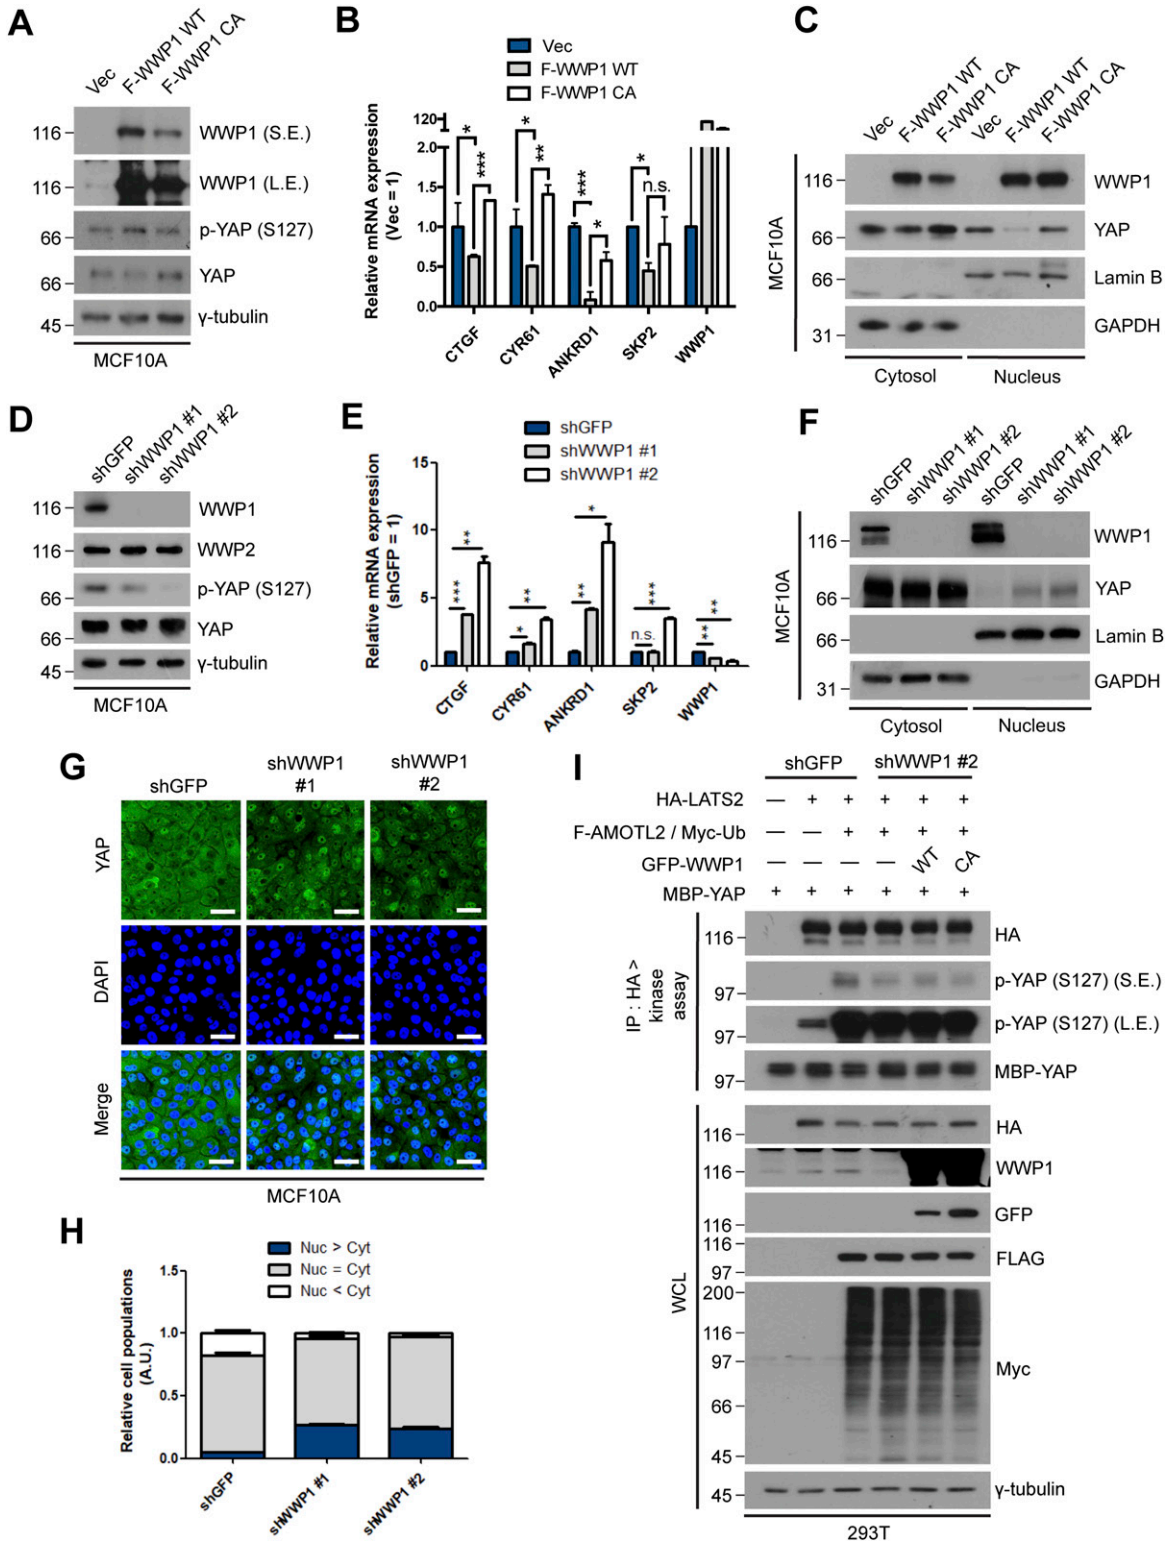 A
Vec
F-WWP1 WT
F-WWP1 CA
116
WWP1 (S.E.)
116
WWP1 (L.E.)
66
p-YAP (S127)
66
YAP
45
γ-tubulin
MCF10A
B
Vec
F-WWP1 WT
F-WWP1 CA
Relative mRNA expression
(Vec = 1)
120
2.0
1.5
1.0
0.5
0.0
*
***
*
**
***
*
*
n.s.
CTGF
CYR61
ANKRD1
SKP2
WWP1
C
Vec
F-WWP1 WT
F-WWP1 CA
Vec
F-WWP1 WT
F-WWP1 CA
MCF10A
116
WWP1
66
YAP
66
Lamin B
31
GAPDH
Cytosol
Nucleus
D
shGFP
shWWP1 #1
shWWP1 #2
116
WWP1
116
WWP2
66
p-YAP (S127)
66
YAP
45
γ-tubulin
MCF10A
E
shGFP
shWWP1 #1
shWWP1 #2
Relative mRNA expression
(shGFP = 1)
15
10
5
0
***
**
*
**
**
*
n.s.
***
**
**
CTGF
CYR61
ANKRD1
SKP2
WWP1
F
shGFP
shWWP1 #1
shWWP1 #2
shGFP
shWWP1 #1
shWWP1 #2
MCF10A
116
WWP1
66
YAP
66
Lamin B
31
GAPDH
Cytosol
Nucleus
G
shGFP
shWWP1
#1
shWWP1
#2
YAP
DAPI
Merge
MCF10A
H
Nuc > Cyt
Nuc = Cyt
Nuc < Cyt
Relative cell populations
(A.U.)
1.5
1.0
0.5
0.0
shGFP
shWWP1 #1
shWWP1 #2
I
shGFP
shWWP1 #2
HA-LATS2
— + + + + +
F-AMOTL2 / Myc-Ub
— — + + + +
GFP-WWP1
— — — — WT CA
MBP-YAP
+ + + + + +
IP : HA >
kinase
assay
116
HA
97
p-YAP (S127) (S.E.)
97
p-YAP (S127) (L.E.)
97
MBP-YAP
WCL
116
HA
116
WWP1
116
GFP
116
97
FLAG
200
116
97
66
45
Myc
45
γ-tubulin
293T